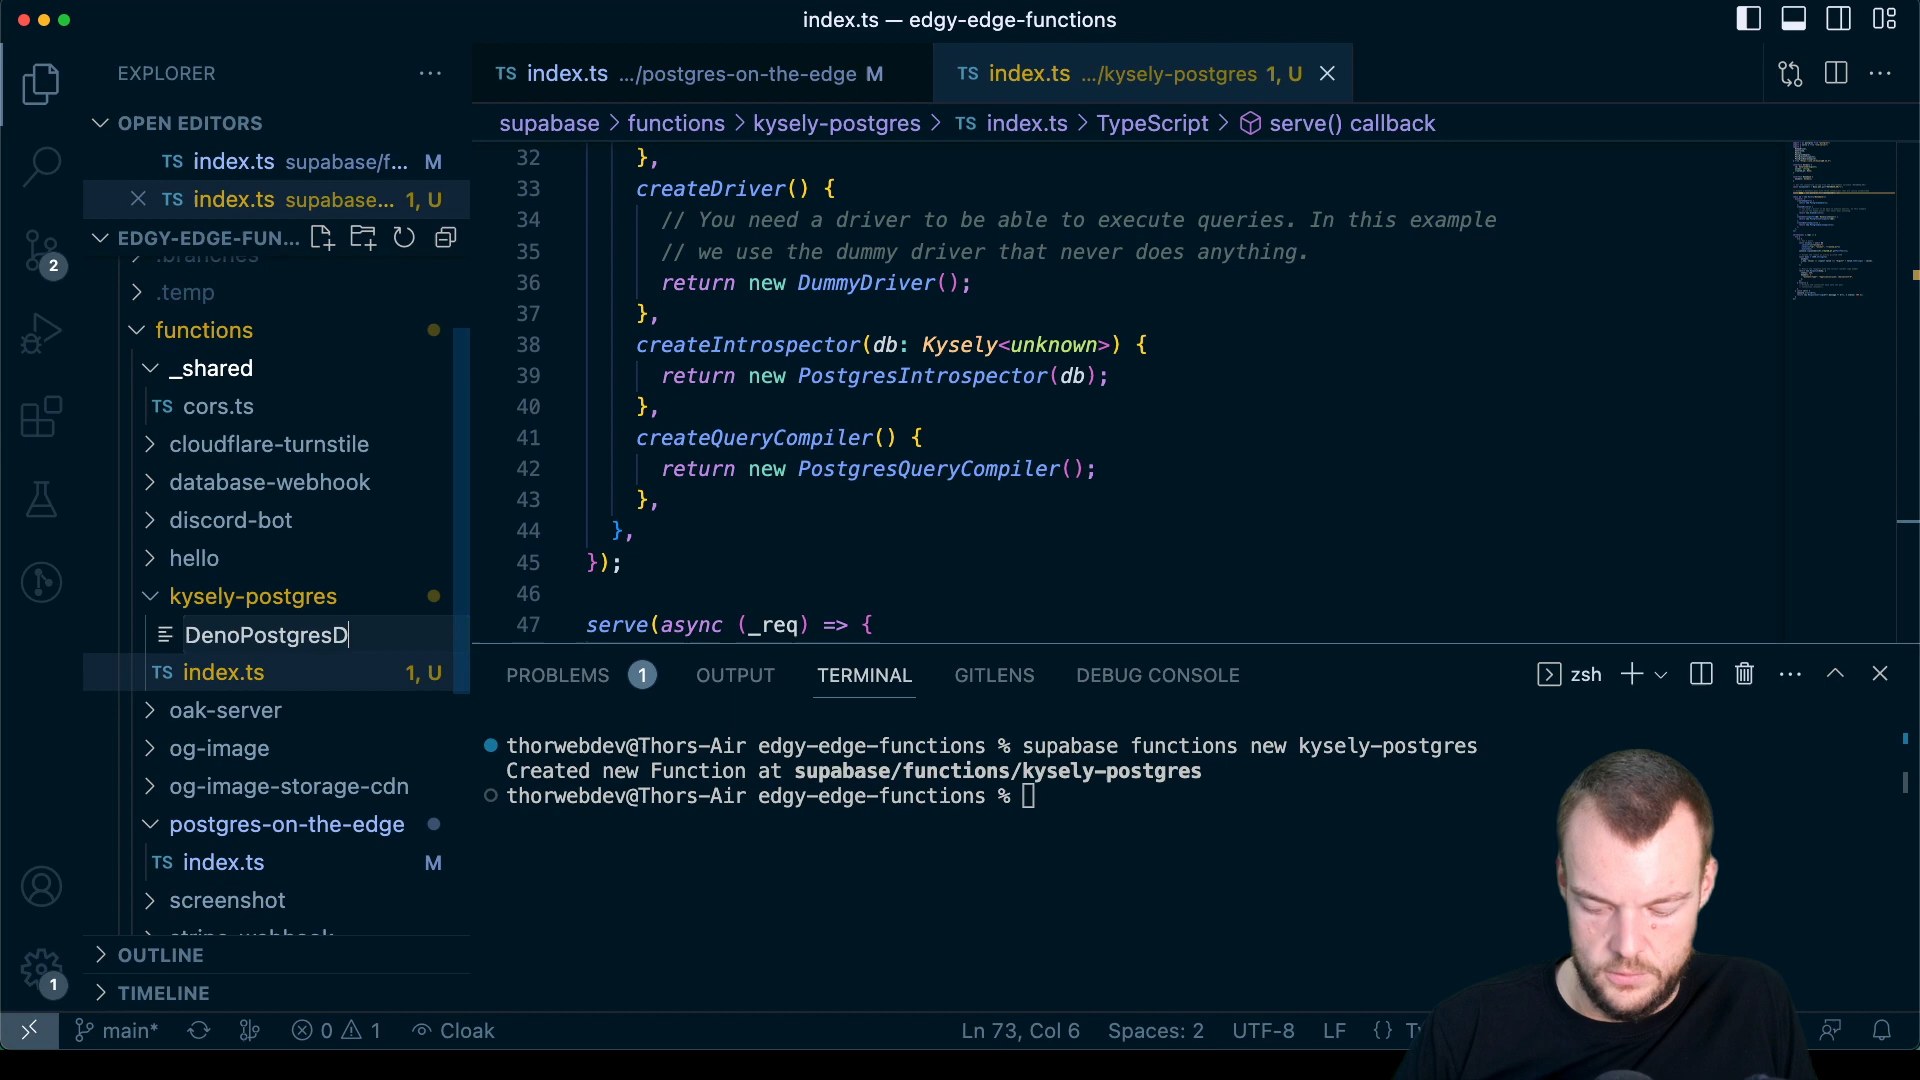 index.ts — edgy-edge-functions
EXPLORER
TS index.ts .../postgres-on-the-edge M
TS index.ts .../kysely-postgres 1, U
OPEN EDITORS
supabase > functions > kysely-postgres > TS index.ts > TypeScript > serve() callback
TS index.ts supabase/f... M
TS index.ts supabase... 1, U
EDGY-EDGE-FUN...
.branches
.temp
functions
_shared
TS cors.ts
cloudflare-turnstile
database-webhook
discord-bot
hello
kysely-postgres
DenoPostgresD
TS index.ts 1, U
oak-server
og-image
og-image-storage-cdn
postgres-on-the-edge
TS index.ts M
screenshot
stripe-webhook
OUTLINE
TIMELINE
2
1
32 },
33 createDriver() {
34 // You need a driver to be able to execute queries. In this example
35 // we use the dummy driver that never does anything.
36 return new DummyDriver();
37 },
38 createIntrospector(db: Kysely<unknown>) {
39 return new PostgresIntrospector(db);
40 },
41 createQueryCompiler() {
42 return new PostgresQueryCompiler();
43 },
44 },
45 });
46
47 serve(async (_req) => {
PROBLEMS 1 OUTPUT TERMINAL GITLENS DEBUG CONSOLE zsh
thorwebdev@Thors-Air edgy-edge-functions % supabase functions new kysely-postgres
Created new Function at supabase/functions/kysely-postgres
thorwebdev@Thors-Air edgy-edge-functions %
main* 0 1 Cloak Ln 73, Col 6 Spaces: 2 UTF-8 LF {}